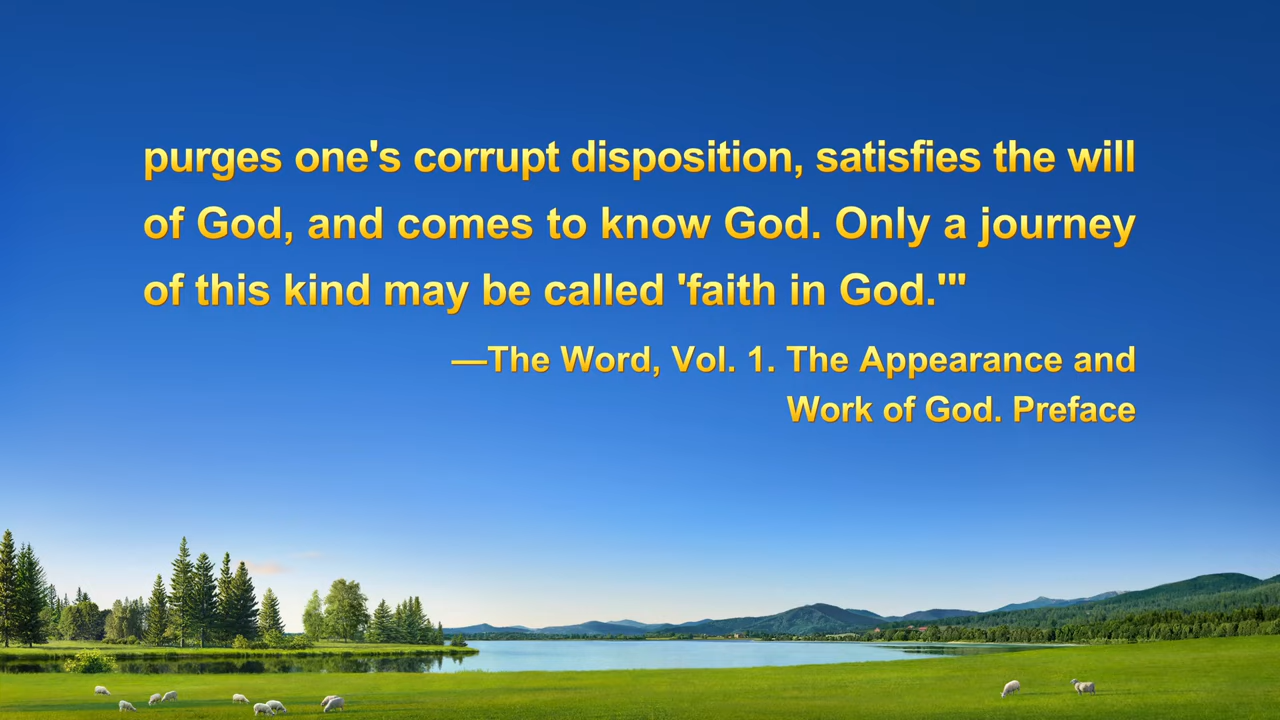 purges one's corrupt disposition, satisfies the will
of God, and comes to know God. Only a journey
of this kind may be called 'faith in God.'"
—The Word, Vol. 1. The Appearance and
Work of God. Preface